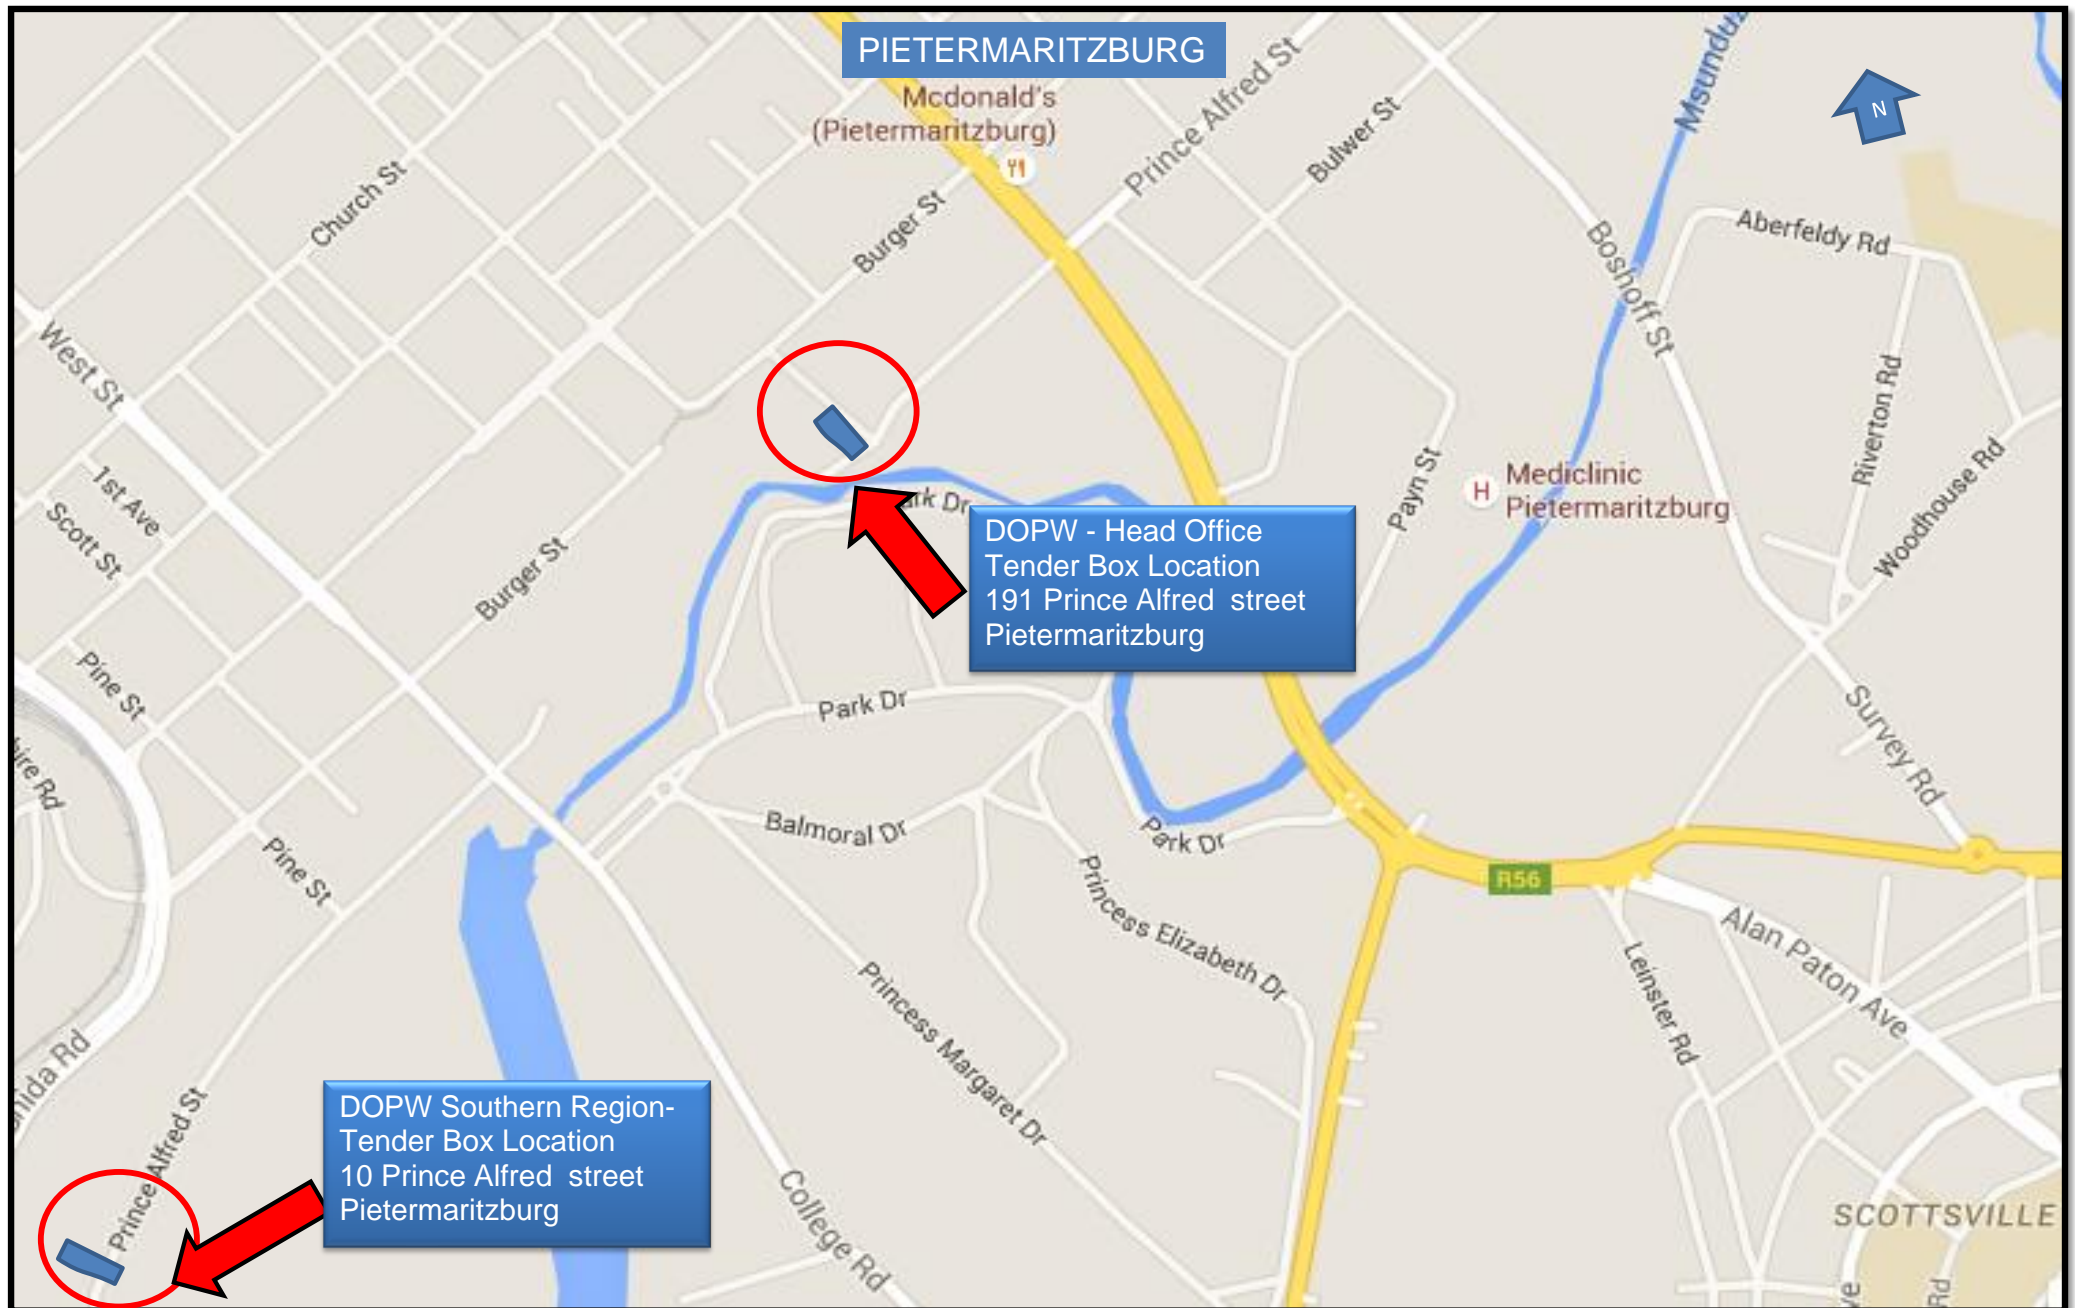 PIETERMARITZBURG
Mcdonald's
(Pietermaritzburg)
Prince Alfred St
Bulwer St
Msunduz
N
Church St
Burger St
Boshoff St
Aberfeldy Rd
West St
1st Ave
Scott St
Burger St
Payn St
Mediclinic
Pietermaritzburg
H
Riverton Rd
Woodhouse Rd
DOPW - Head Office
Tender Box Location
191 Prince Alfred  street
Pietermaritzburg
Pine St
Park Dr
Survey Rd
Pine St
Balmoral Dr
Park Dr
Princess Elizabeth Dr
R56
Alan Paton Ave
Leinster Rd
Princess Margaret Dr
Prince Alfred St
DOPW Southern Region-
Tender Box Location
10 Prince Alfred  street
Pietermaritzburg
College Rd
SCOTTSVILLE
Rd